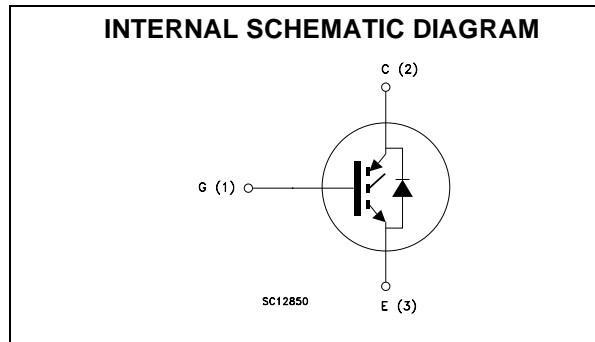 INTERNAL SCHEMATIC DIAGRAM
C (2)
G (1)
SC12850
E (3)